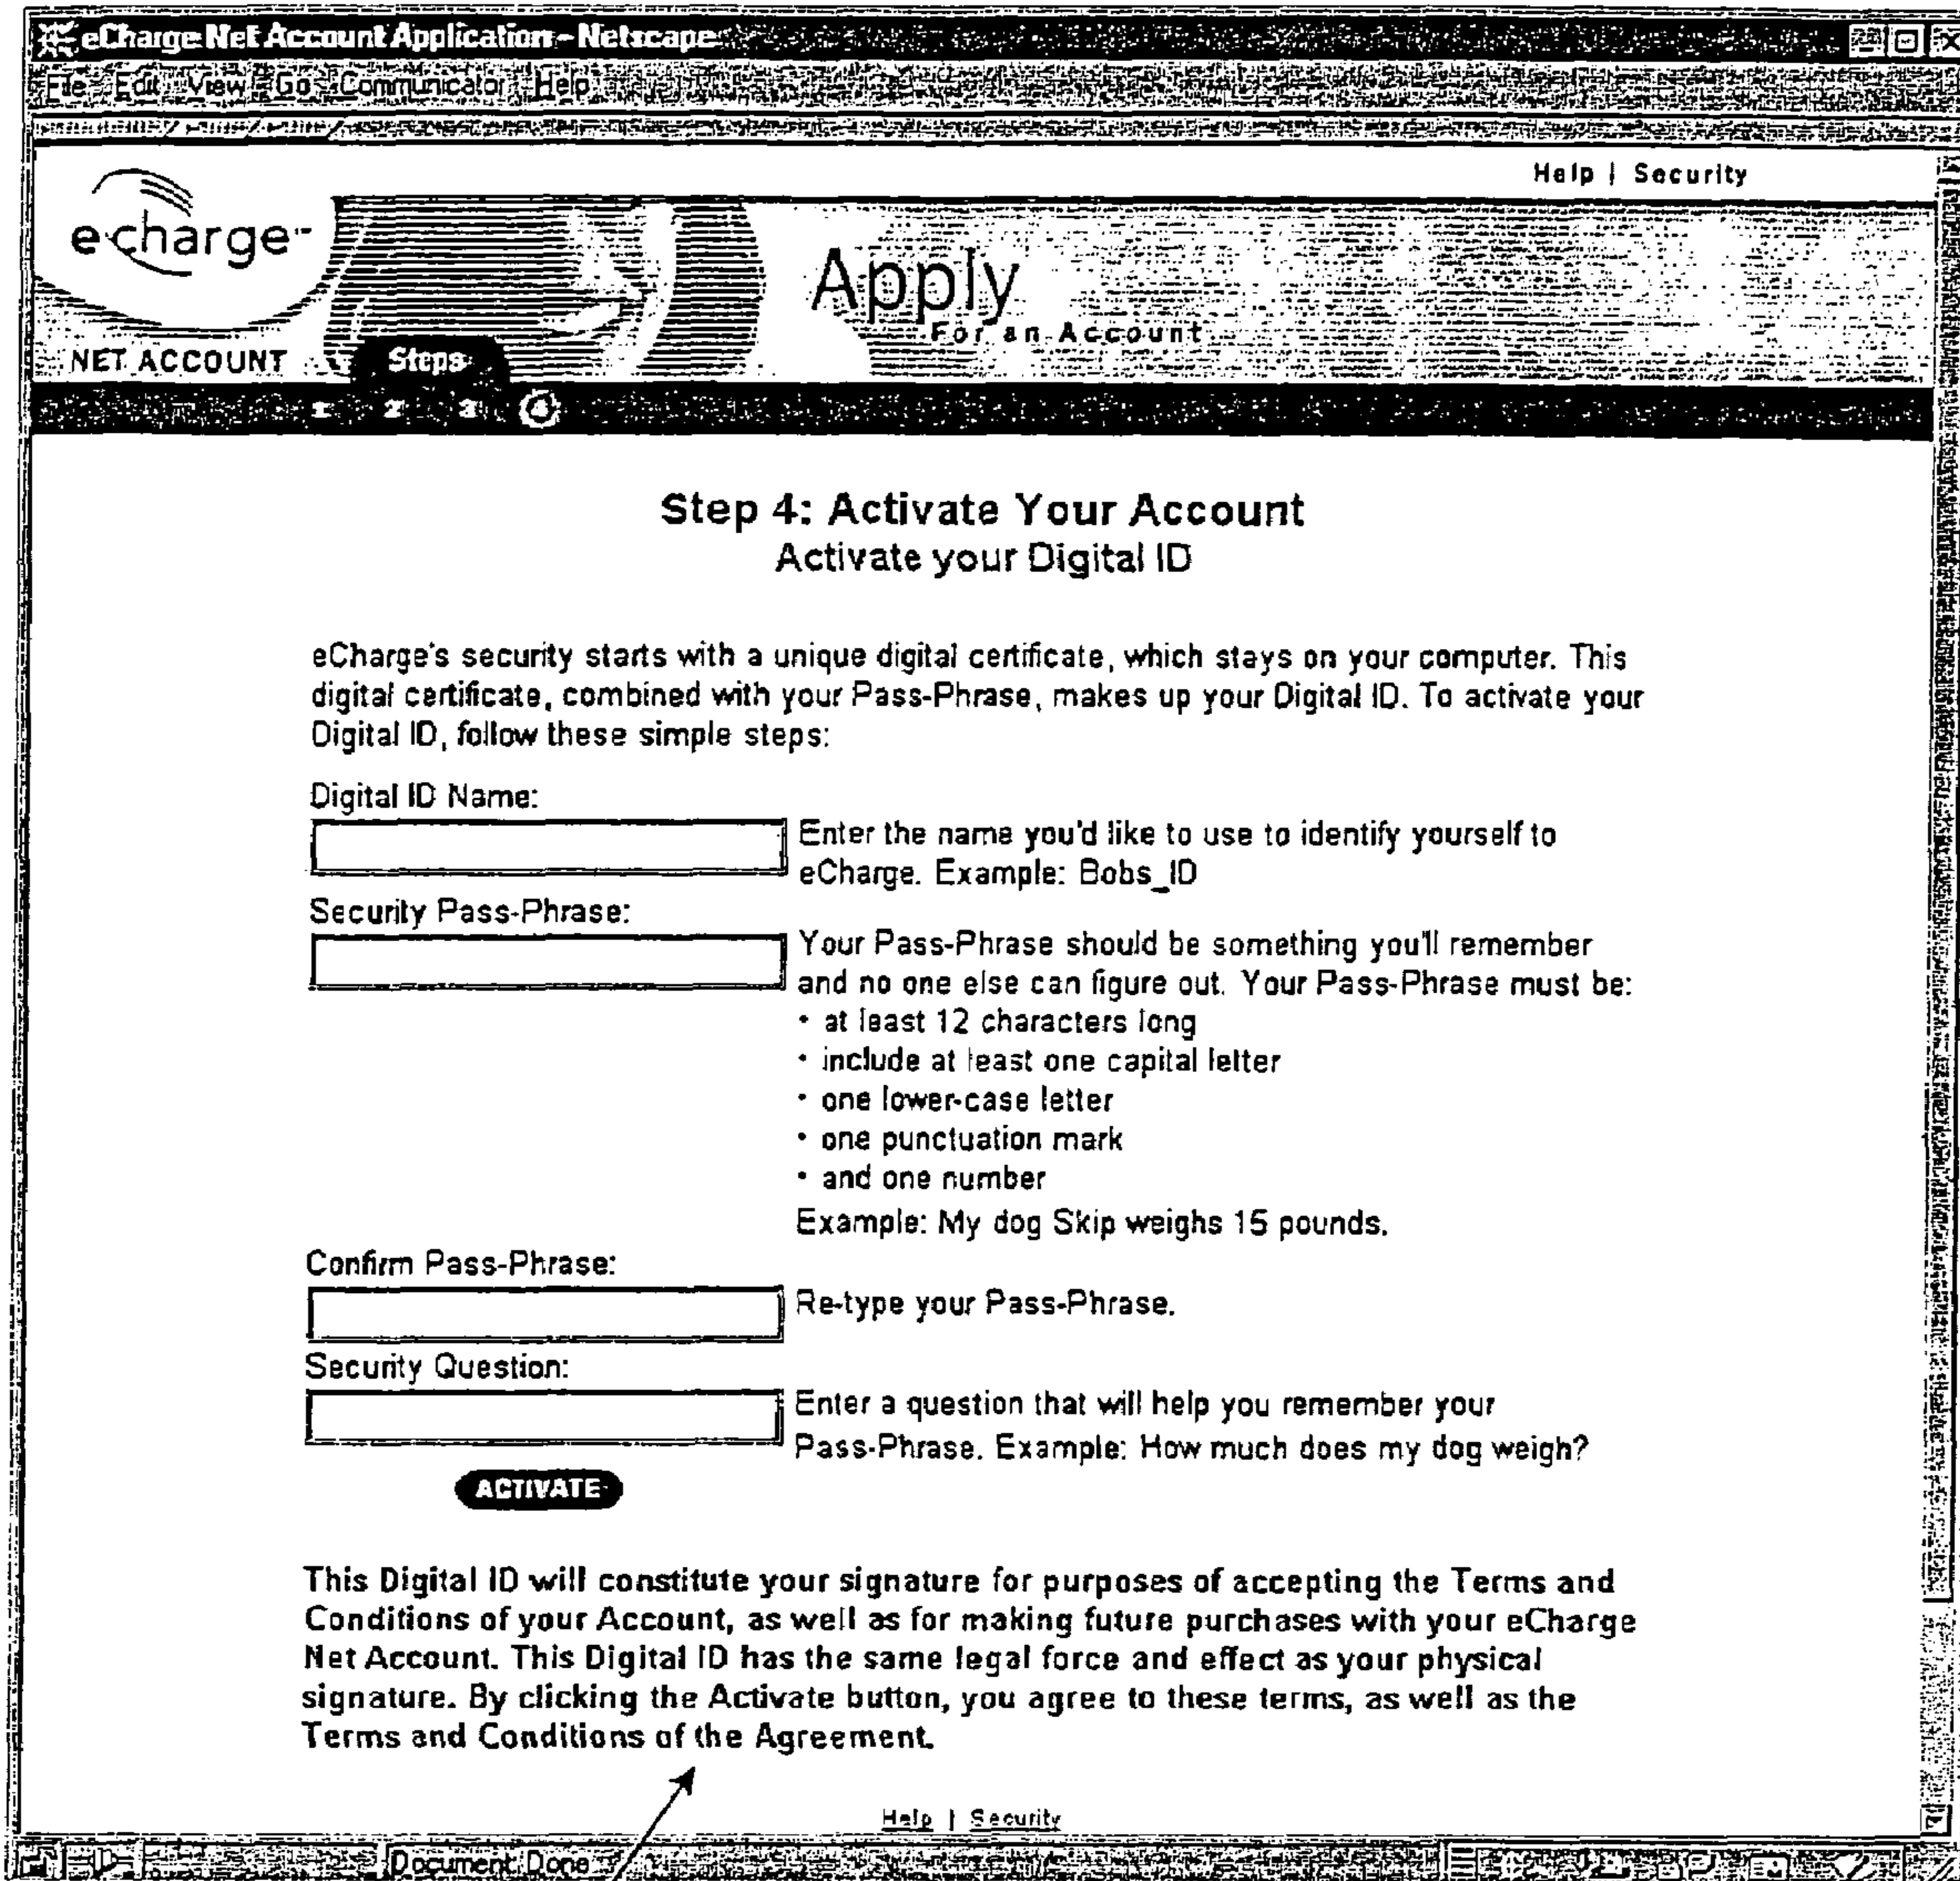 eCharge Net Account Application - Netscape
File Edit View Go Communicator Help
Help | Security
echarge
Apply
For an Account
NET ACCOUNT
Steps
1 2 3 4
Step 4: Activate Your Account
Activate your Digital ID
eCharge's security starts with a unique digital certificate, which stays on your computer. This
digital certificate, combined with your Pass-Phrase, makes up your Digital ID. To activate your
Digital ID, follow these simple steps:
Digital ID Name:
Enter the name you'd like to use to identify yourself to
eCharge. Example: Bobs_ID
Security Pass-Phrase:
Your Pass-Phrase should be something you'll remember
and no one else can figure out. Your Pass-Phrase must be:
• at least 12 characters long
• include at least one capital letter
• one lower-case letter
• one punctuation mark
• and one number
Example: My dog Skip weighs 15 pounds.
Confirm Pass-Phrase:
Re-type your Pass-Phrase.
Security Question:
Enter a question that will help you remember your
Pass-Phrase. Example: How much does my dog weigh?
ACTIVATE
This Digital ID will constitute your signature for purposes of accepting the Terms and
Conditions of your Account, as well as for making future purchases with your eCharge
Net Account. This Digital ID has the same legal force and effect as your physical
signature. By clicking the Activate button, you agree to these terms, as well as the
Terms and Conditions of the Agreement.
Help | Security
Document: Done